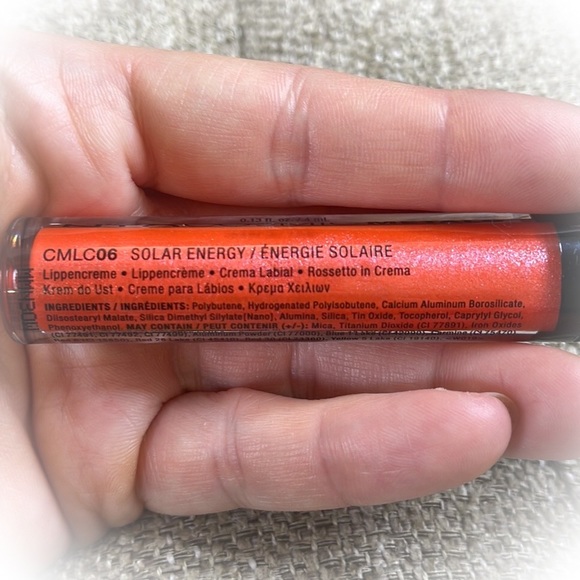 CMLC06 SOLAR ENERGY / ÉNERGIE SOLAIRE
Lippencreme • Lippencrème • Crema Labial • Rossetto in Crema
Krem do Ust • Creme para Lábios • Κρεμα Χειλιων
INGREDIENTS / INGRÉDIENTS: Polybutene, Hydrogenated Polyisobutene, Calcium Aluminum Borosilicate,
Diisostearyl Malate, Silica Dimethyl Silylate[Nano], Alumina, Silica, Tin Oxide, Tocopherol, Caprylyl Glycol,
Phenoxyethanol. MAY CONTAIN / PEUT CONTENIR (+/-): Mica, Titanium Dioxide (CI 77891), Iron Oxides